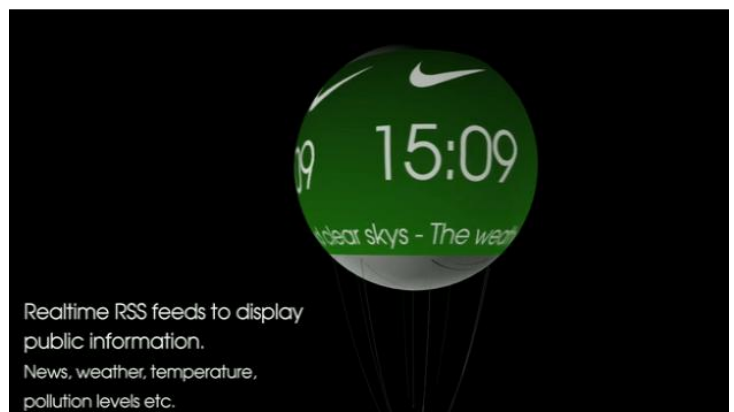 09
15:09
clear skys - The weath
Realtime RSS feeds to display
public information.
News, weather, temperature,
pollution levels etc.